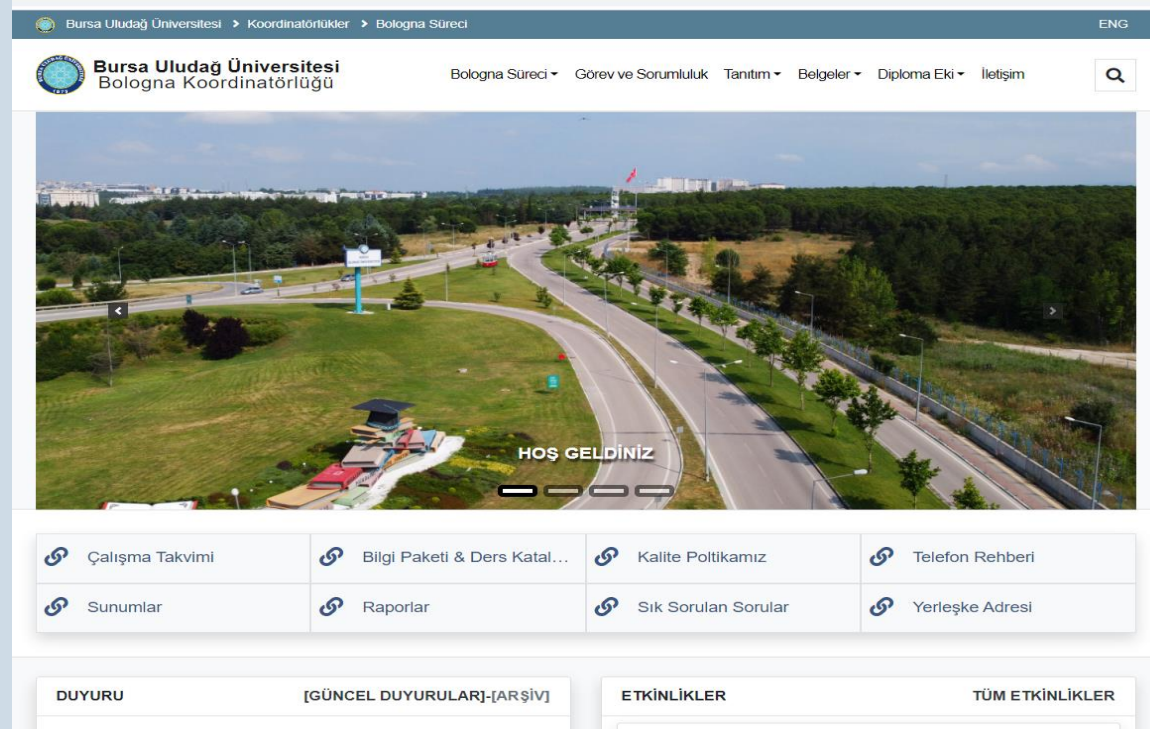 Bursa Uludağ Üniversitesi > Koordinatörlükler > Bologna Süreci ENG
Bursa Uludağ Üniversitesi
Bologna Koordinatörlüğü
Bologna Süreci Görev ve Sorumluluk Tanıtım Belgeler Diploma Eki İletişim
HOŞ GELDİNİZ
Çalışma Takvimi Bilgi Paketi & Ders Katal... Kalite Poltikamız Telefon Rehberi
Sunumlar Raporlar Sık Sorulan Sorular Yerleşke Adresi
DUYURU [GÜNCEL DUYURULAR]-[ARŞİV] ETKİNLİKLER TÜM ETKİNLİKLER